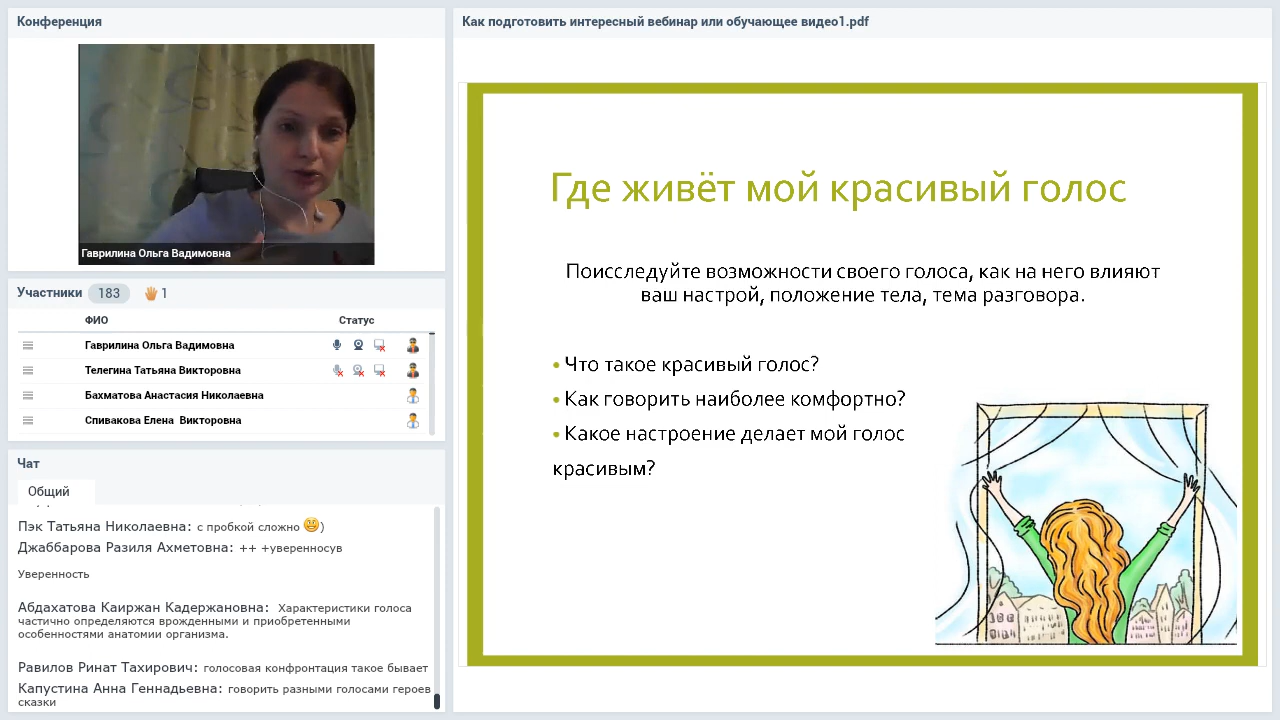 Конференция
Гаврилина Ольга Вадимовна
Участники 183 1
ФИО Статус
Гаврилина Ольга Вадимовна
Телегина Татьяна Викторовна
Бахматова Анастасия Николаевна
Спивакова Елена Викторовна
Чат
Общий
Пэк Татьяна Николаевна: с пробкой сложно 😀)
Джаббарова Разиля Ахметовна: ++ +увереннosув
Уверенность
Абдахатова Каиржан Кадержановна: Характеристики голоса
частично определяются врожденными и приобретенными
особенностями анатомии организма.
Равилов Ринат Тахирович: голосовая конфронтация такое бывает
Капустина Анна Геннадьевна: говорить разными голосами героев
сказки
Как подготовить интересный вебинар или обучающее видео1.pdf
Где живёт мой красивый голос
Поисследуйте возможности своего голоса, как на него влияют
ваш настрой, положение тела, тема разговора.
• Что такое красивый голос?
• Как говорить наиболее комфортно?
• Какое настроение делает мой голос
красивым?